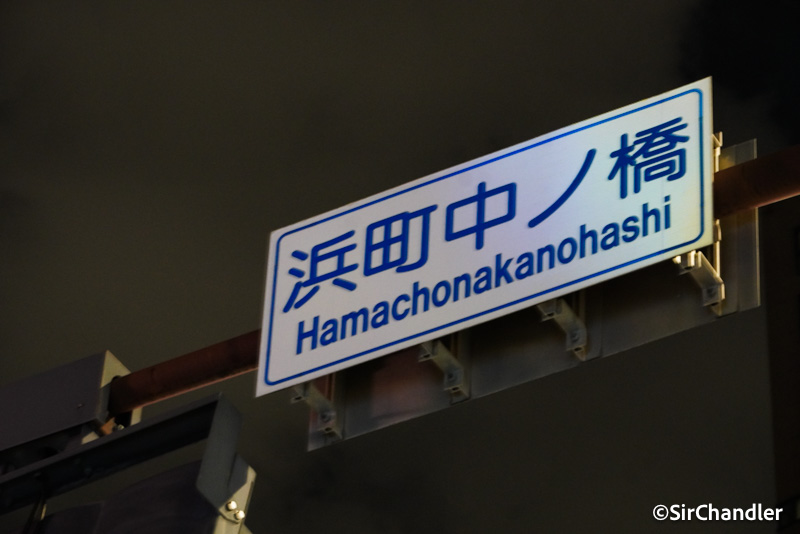 浜町中ノ橋
Hamachonakanohashi
©SirChandler